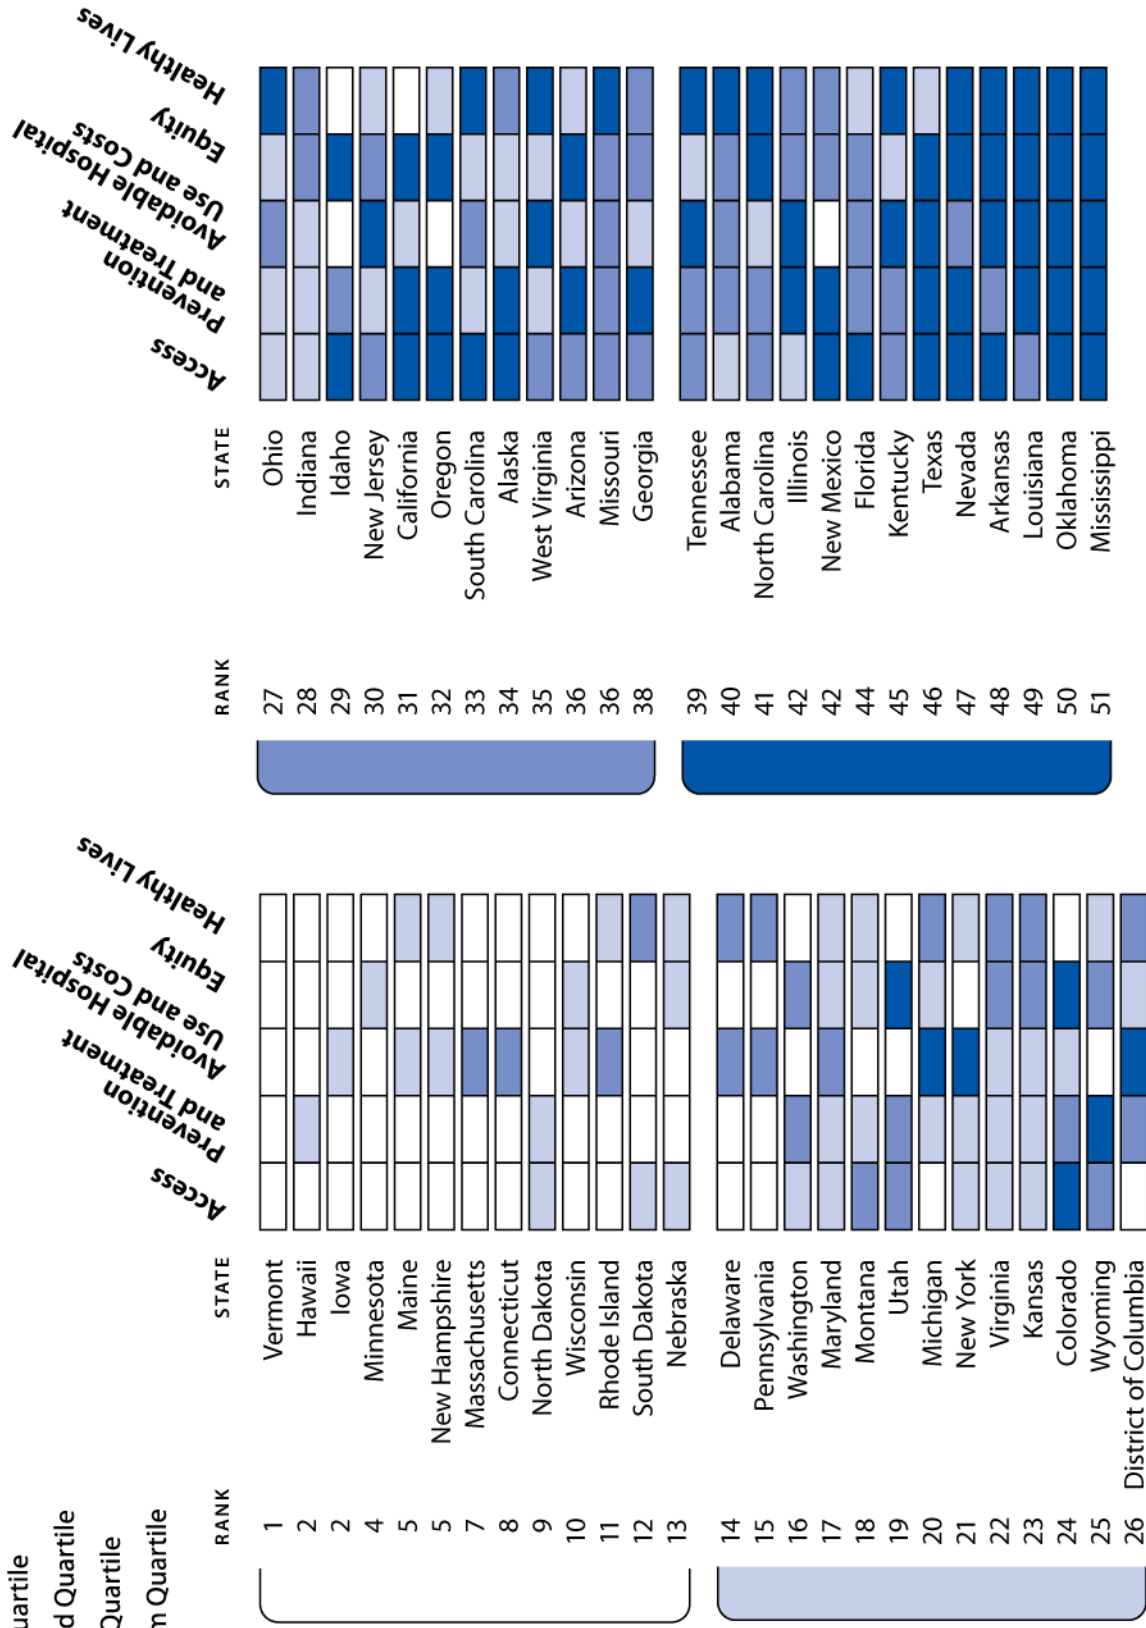 uartile
d Quartile
Quartile
m Quartile
RANK
STATE
Access
Prevention
and Treatment
Avoidable Hospital
Use and Costs
Equity
Healthy Lives
1 Vermont
2 Hawaii
2 Iowa
4 Minnesota
5 Maine
5 New Hampshire
7 Massachusetts
8 Connecticut
9 North Dakota
10 Wisconsin
11 Rhode Island
12 South Dakota
13 Nebraska
14 Delaware
15 Pennsylvania
16 Washington
17 Maryland
18 Montana
19 Utah
20 Michigan
21 New York
22 Virginia
23 Kansas
24 Colorado
25 Wyoming
26 District of Columbia
RANK
STATE
Access
Prevention
and Treatment
Avoidable Hospital
Use and Costs
Equity
Healthy Lives
27 Ohio
28 Indiana
29 Idaho
30 New Jersey
31 California
32 Oregon
33 South Carolina
34 Alaska
35 West Virginia
36 Arizona
36 Missouri
38 Georgia
39 Tennessee
40 Alabama
41 North Carolina
42 Illinois
42 New Mexico
44 Florida
45 Kentucky
46 Texas
47 Nevada
48 Arkansas
49 Louisiana
50 Oklahoma
51 Mississippi